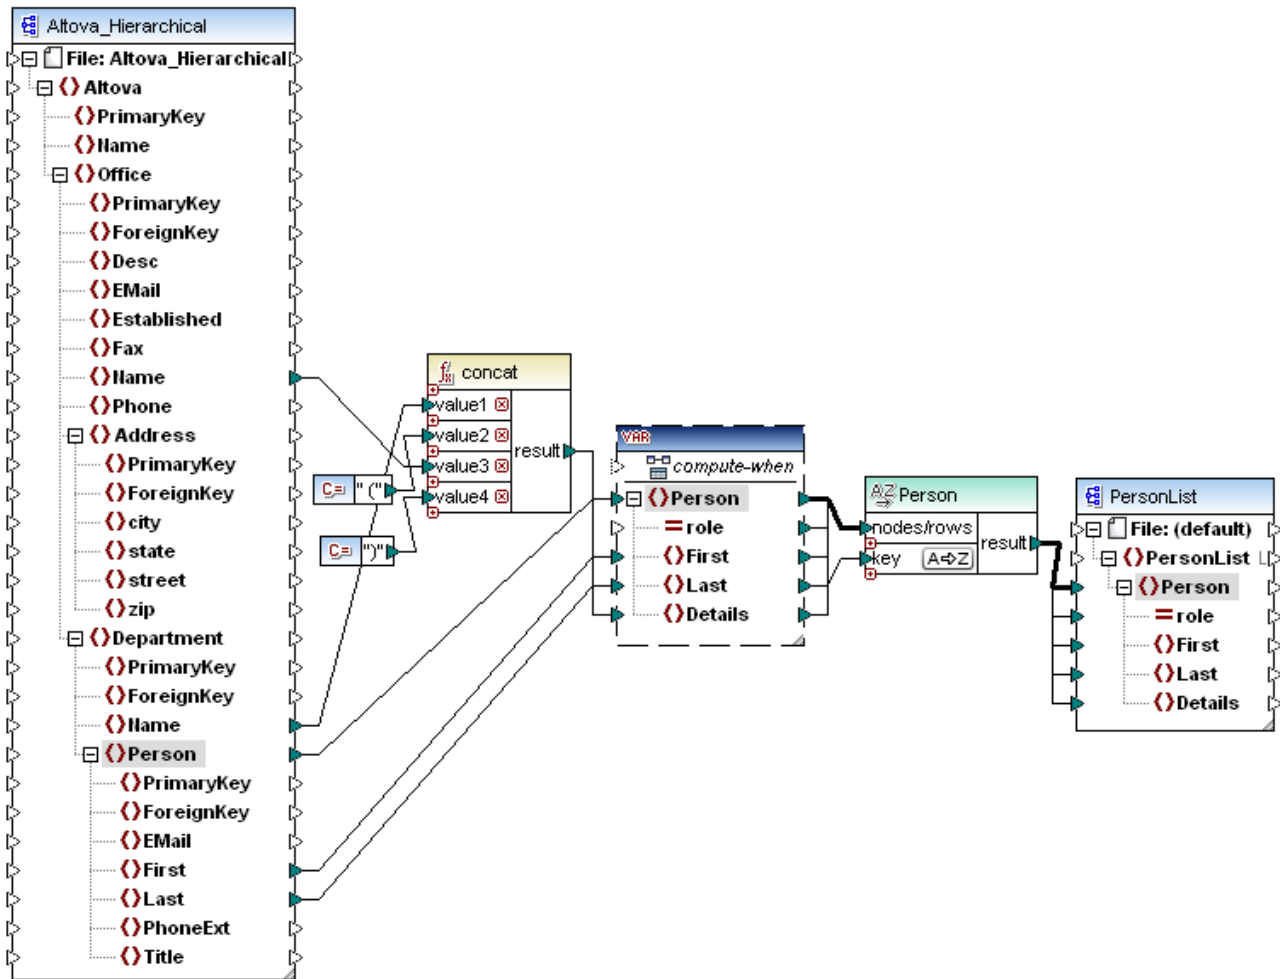 Altova_Hierarchical
File: Altova_Hierarchical
Altova
PrimaryKey
Name
Office
PrimaryKey
ForeignKey
Desc
EMail
Established
Fax
Name
Phone
Address
PrimaryKey
ForeignKey
city
state
street
zip
Department
PrimaryKey
ForeignKey
Name
Person
PrimaryKey
ForeignKey
EMail
First
Last
PhoneExt
Title
C= " ("
C= ")"
fx concat
value1
value2
value3
value4
result
VAR
compute-when
Person
role
First
Last
Details
AZ Person
nodes/rows
key A⇨Z
result
PersonList
File: (default)
PersonList
Person
role
First
Last
Details